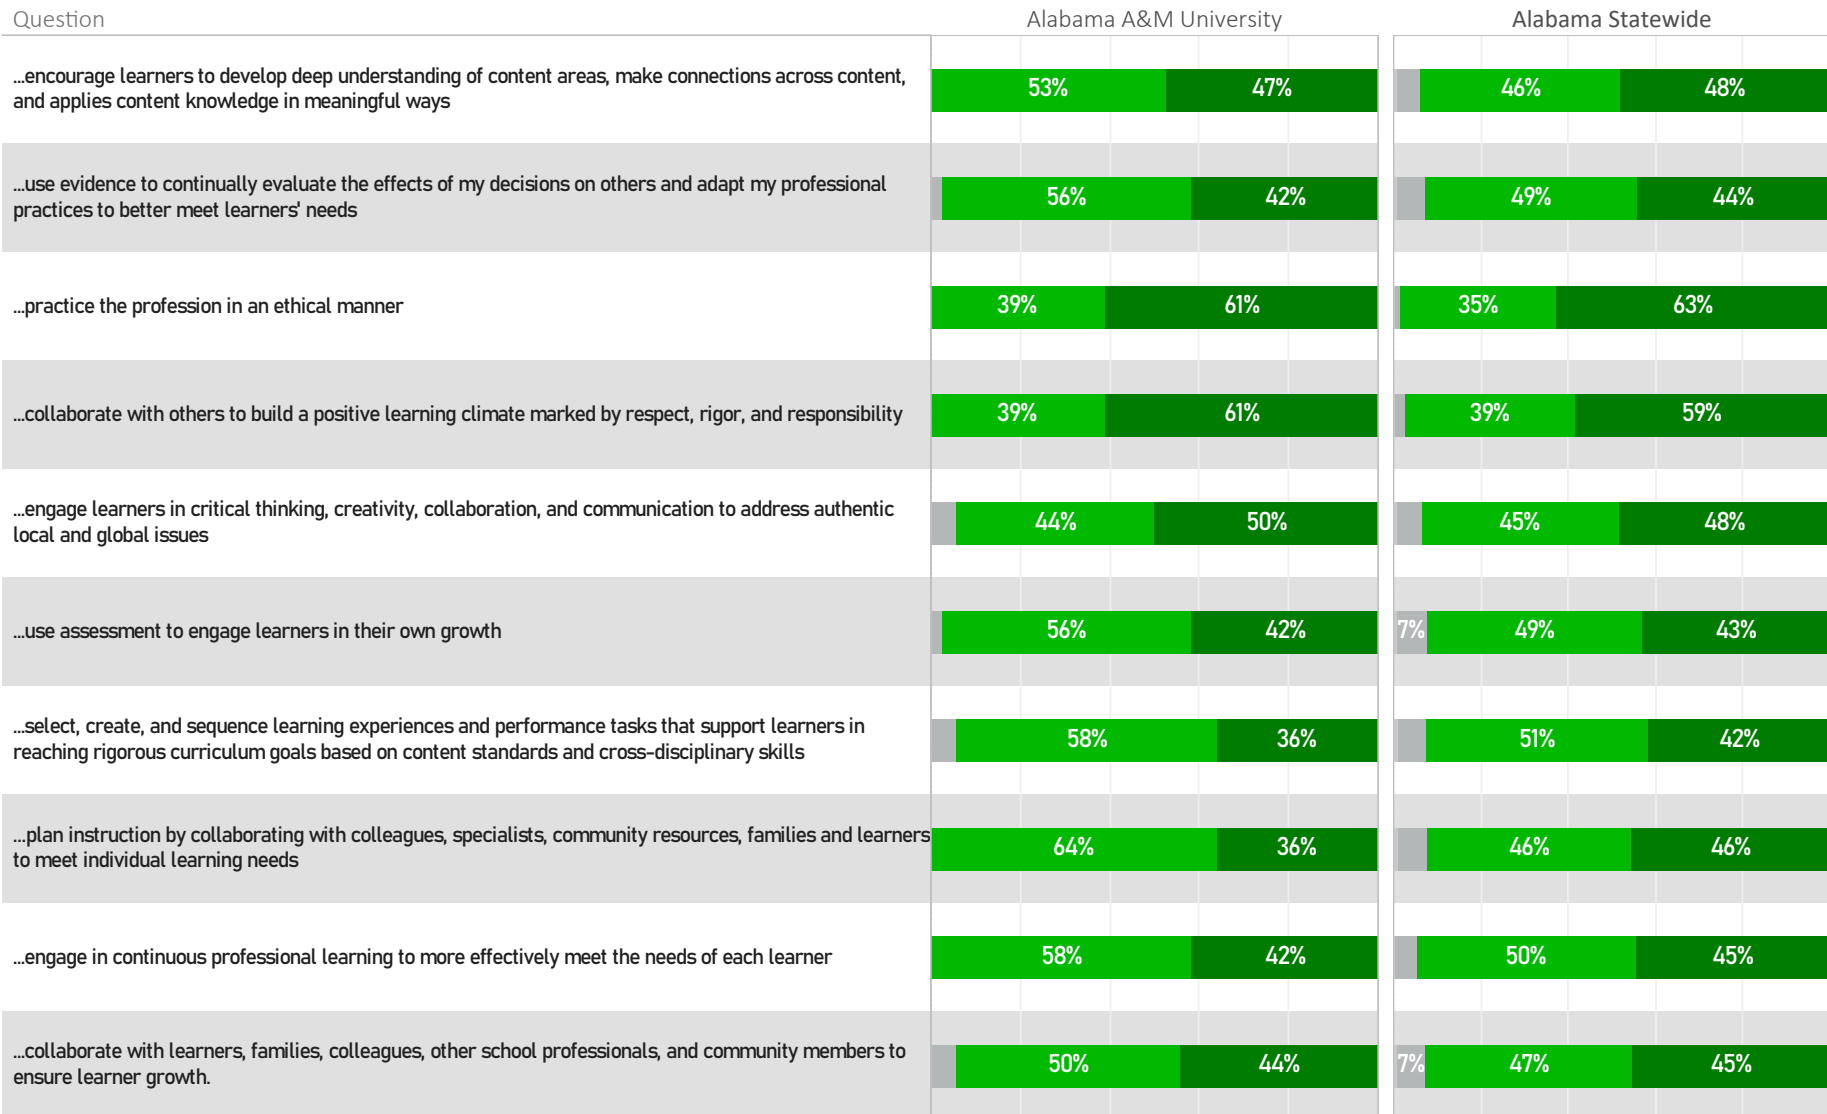 Question Alabama A&M University Alabama Statewide
...encourage learners to develop deep understanding of content areas, make connections across content,
and applies content knowledge in meaningful ways
53% 47% 46% 48%
...use evidence to continually evaluate the effects of my decisions on others and adapt my professional
practices to better meet learners' needs
56% 42% 49% 44%
...practice the profession in an ethical manner
39% 61% 35% 63%
...collaborate with others to build a positive learning climate marked by respect, rigor, and responsibility
39% 61% 39% 59%
...engage learners in critical thinking, creativity, collaboration, and communication to address authentic
local and global issues
44% 50% 45% 48%
...use assessment to engage learners in their own growth
56% 42% 7% 49% 43%
...select, create, and sequence learning experiences and performance tasks that support learners in
reaching rigorous curriculum goals based on content standards and cross-disciplinary skills
58% 36% 51% 42%
...plan instruction by collaborating with colleagues, specialists, community resources, families and learners
to meet individual learning needs
64% 36% 46% 46%
...engage in continuous professional learning to more effectively meet the needs of each learner
58% 42% 50% 45%
...collaborate with learners, families, colleagues, other school professionals, and community members to
ensure learner growth.
50% 44% 7% 47% 45%